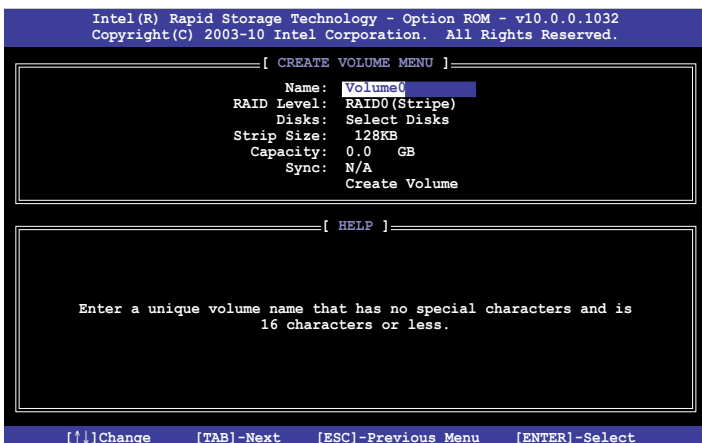 Intel(R) Rapid Storage Technology - Option ROM - v10.0.0.1032
Copyright(C) 2003-10 Intel Corporation.  All Rights Reserved.
[ CREATE VOLUME MENU ]
Name: Volume0
RAID Level: RAID0(Stripe)
Disks: Select Disks
Strip Size: 128KB
Capacity: 0.0 GB
Sync: N/A
Create Volume
[ HELP ]
Enter a unique volume name that has no special characters and is
16 characters or less.
[↑↓]Change [TAB]-Next [ESC]-Previous Menu [ENTER]-Select